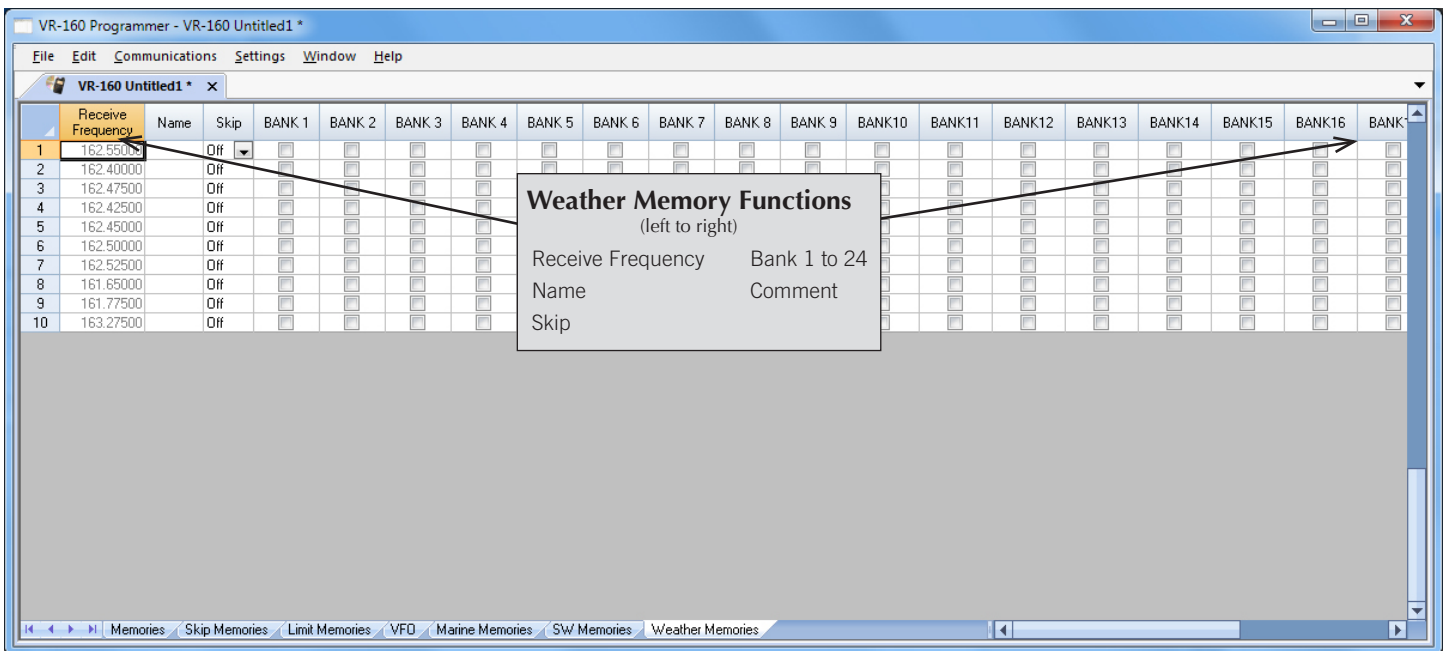 VR-160 Programmer - VR-160 Untitled1 *
File Edit Communications Settings Window Help
VR-160 Untitled1 *
Receive Frequency Name Skip BANK 1 BANK 2 BANK 3 BANK 4 BANK 5 BANK 6 BANK 7 BANK 8 BANK 9 BANK10 BANK11 BANK12 BANK13 BANK14 BANK15 BANK16 BANK
1 162.55000 Off
2 162.40000 Off
3 162.47500 Off
4 162.42500 Off
5 162.45000 Off
6 162.50000 Off
7 162.52500 Off
8 161.65000 Off
9 161.77500 Off
10 163.27500 Off
Weather Memory Functions
(left to right)
Receive Frequency Bank 1 to 24
Name Comment
Skip
Memories Skip Memories Limit Memories VFO Marine Memories SW Memories Weather Memories